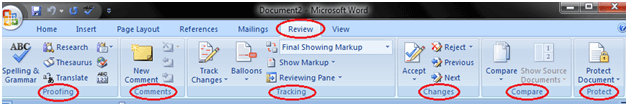 Document2 - Microsoft Word
Home Insert Page Layout References Mailings Review View
ABC Research Reject Final Showing Markup
Spelling & Grammar Thesaurus Translate
New Comment
Track Changes Balloons Show Markup Reviewing Pane
Accept Previous Next
Compare Show Source Documents
Protect Document
Proofing Comments Tracking Changes Compare Protect